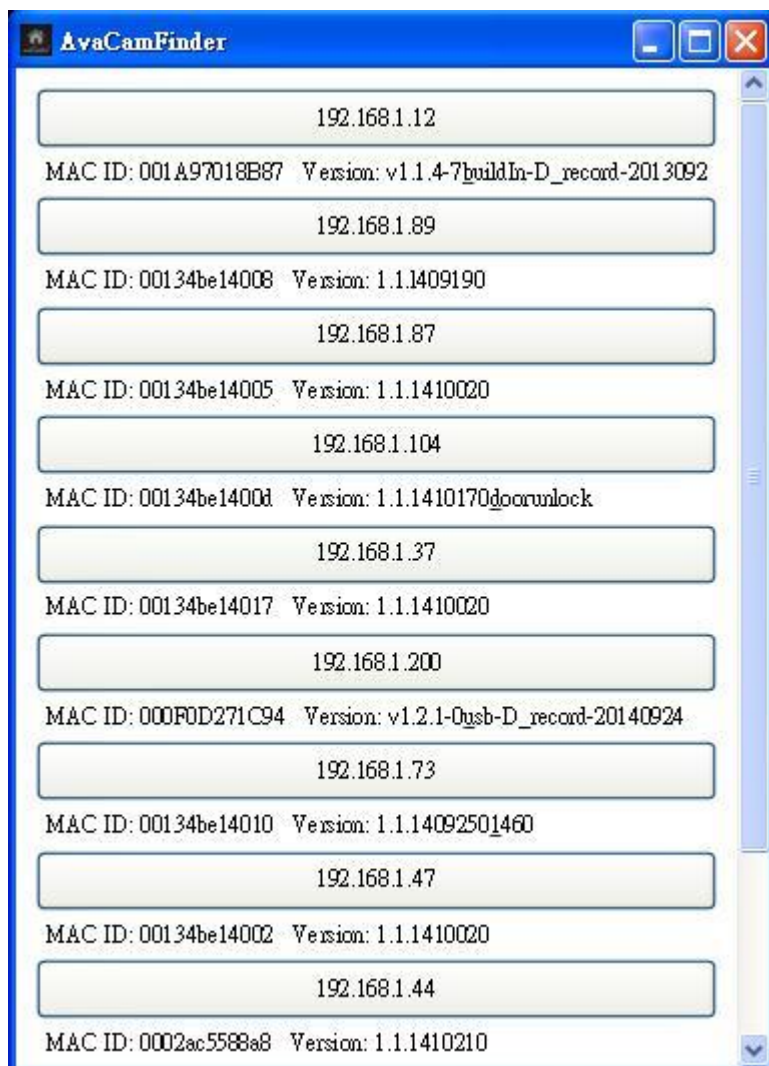 AvaCamFinder
192.168.1.12
MAC ID: 001A97018B87 Version: v1.1.4-7buildIn-D_record-2013092
192.168.1.89
MAC ID: 00134be14008 Version: 1.1.1409190
192.168.1.87
MAC ID: 00134be14005 Version: 1.1.1410020
192.168.1.104
MAC ID: 00134be1400d Version: 1.1.1410170doorunlock
192.168.1.37
MAC ID: 00134be14017 Version: 1.1.1410020
192.168.1.200
MAC ID: 000F0D271C94 Version: v1.2.1-0usb-D_record-20140924
192.168.1.73
MAC ID: 00134be14010 Version: 1.1.14092501460
192.168.1.47
MAC ID: 00134be14002 Version: 1.1.1410020
192.168.1.44
MAC ID: 0002ac5588a8 Version: 1.1.1410210